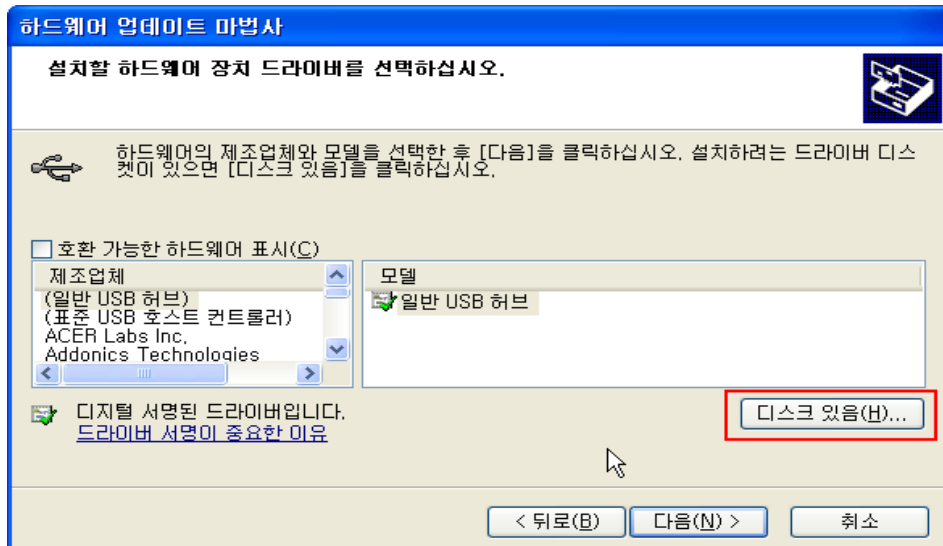 하드웨어 업데이트 마법사
설치할 하드웨어 장치 드라이버를 선택하십시오.
하드웨어의 제조업체와 모델을 선택한 후 [다음]을 클릭하십시오. 설치하려는 드라이버 디스
켓이 있으면 [디스크 있음]을 클릭하십시오.
호환 가능한 하드웨어 표시(C)
제조업체
(일반 USB 허브)
(표준 USB 호스트 컨트롤러)
ACER Labs Inc.
Addonics Technologies
모델
일반 USB 허브
디지털 서명된 드라이버입니다.
드라이버 서명이 중요한 이유
디스크 있음(H)...
< 뒤로(B)
다음(N) >
취소